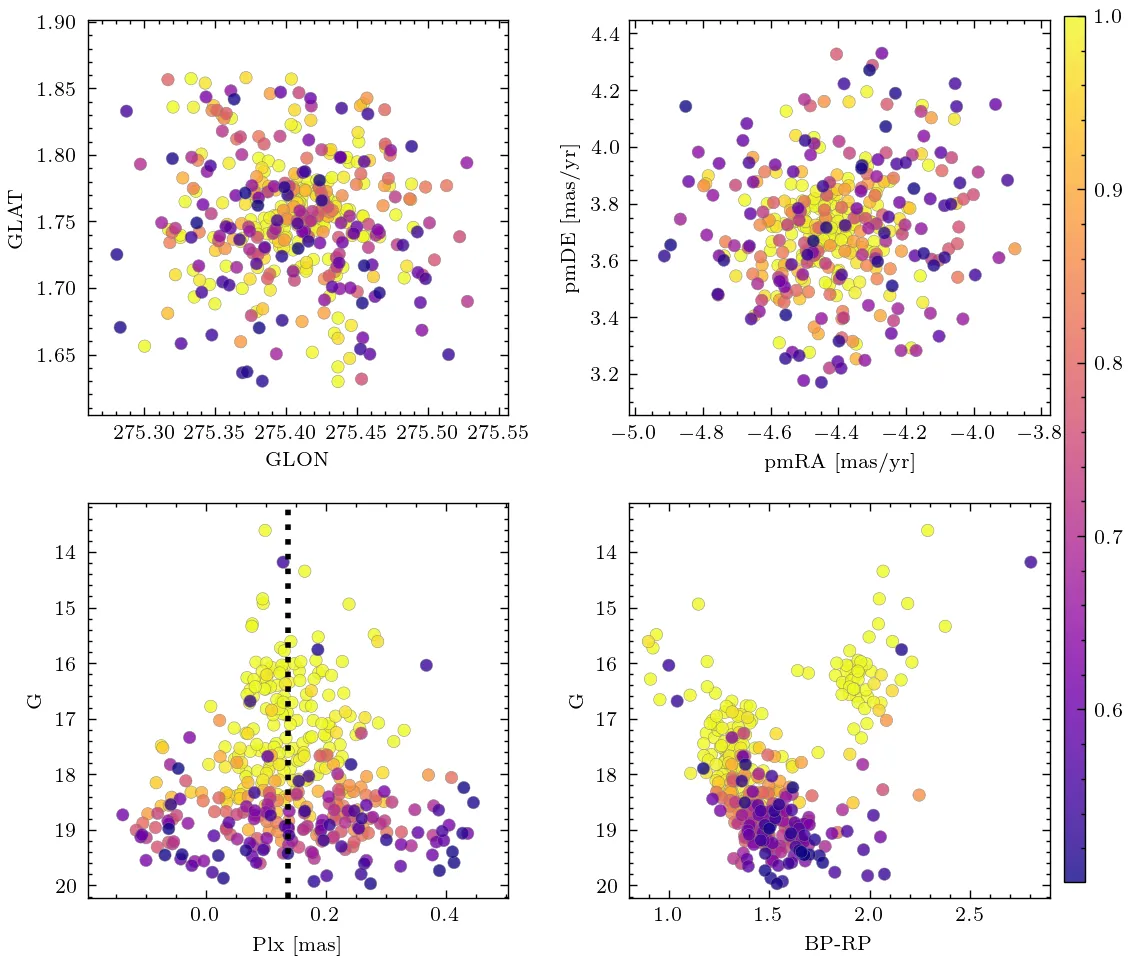 1.90
1.85
1.80
1.75
1.70
1.65
GLAT
275.30 275.35 275.40 275.45 275.50 275.55
GLON
4.4
4.2
4.0
3.8
3.6
3.4
3.2
pmDE [mas/yr]
−5.0 −4.8 −4.6 −4.4 −4.2 −4.0 −3.8
pmRA [mas/yr]
1.0
0.9
0.8
0.7
0.6
14
15
16
17
18
19
20
G
0.0 0.2 0.4
Plx [mas]
14
15
16
17
18
19
20
G
1.0 1.5 2.0 2.5
BP-RP